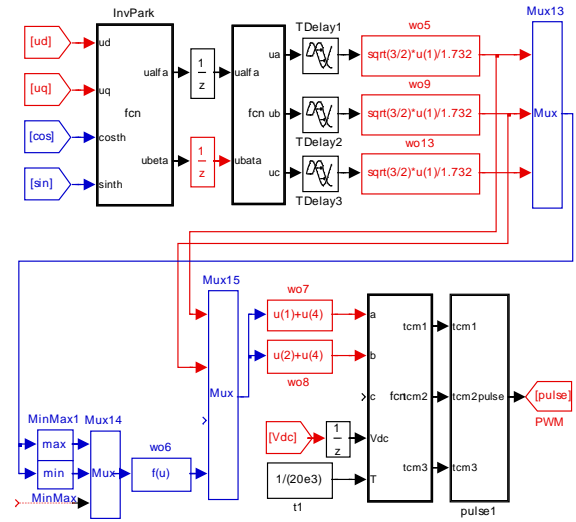 InvPark
TDelay1
wo5
Mux13
[ud]
ud
ualfa
1
z
ualfa
ua
sqrt(3/2)*u(1)/1.732
[uq]
uq
wo9
fcn
fcn
ub
sqrt(3/2)*u(1)/1.732
Mux
[cos]
costh
TDelay2
wo13
ubeta
1
z
ubata
uc
sqrt(3/2)*u(1)/1.732
[sin]
sinth
TDelay3
Mux15
wo7
u(1)+u(4)
a
tcm1
tcm1
u(2)+u(4)
b
wo8
Mux
c
fcn
tcm2
tcm2
pulse
[pulse]
PWM
MinMax1
Mux14
[Vdc]
1
z
Vdc
max
wo6
min
Mux
f(u)
1/(20e3)
T
tcm3
tcm3
MinMax
t1
pulse1